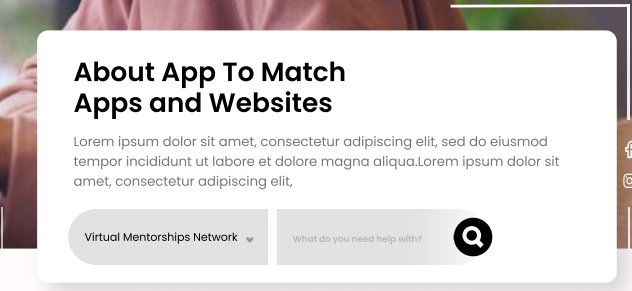 About App To Match
Apps and Websites
Lorem ipsum dolor sit amet, consectetur adipiscing elit, sed do eiusmod
tempor incididunt ut labore et dolore magna aliqua.Lorem ipsum dolor sit
amet, consectetur adipiscing elit,
Virtual Mentorships Network
What do you need help with?